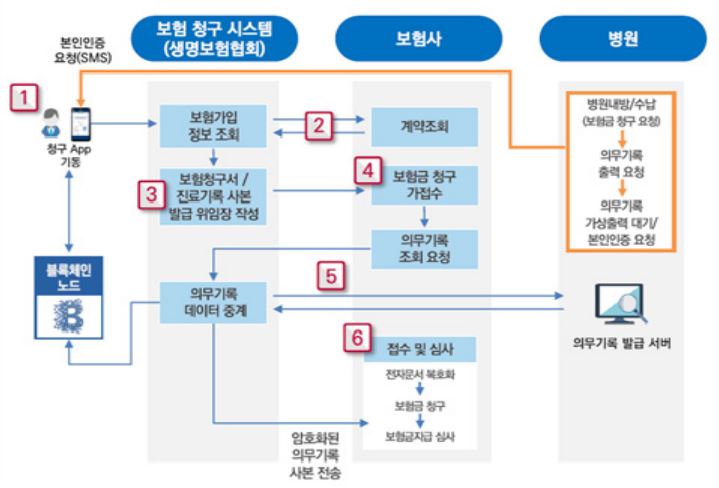 보험 청구 시스템
(생명보험협회)
보험사
병원
본인인증
요청(SMS)
1
청구 App
기동
보험가입
정보 조회
2
계약조회
병원내방/수납
(보험금 청구 요청)
의무기록
출력 요청
의무기록
가상출력 대기/
본인인증 요청
3
보험청구서 /
진료기록 사본
발급 위임장 작성
4
보험금 청구
가접수
의무기록
조회 요청
블록체인
노드
의무기록
데이터 중계
5
의무기록 발급 서버
6
접수 및 심사
전자문서 복호화
보험금 청구
보험금지급 심사
암호화된
의무기록
사본 전송